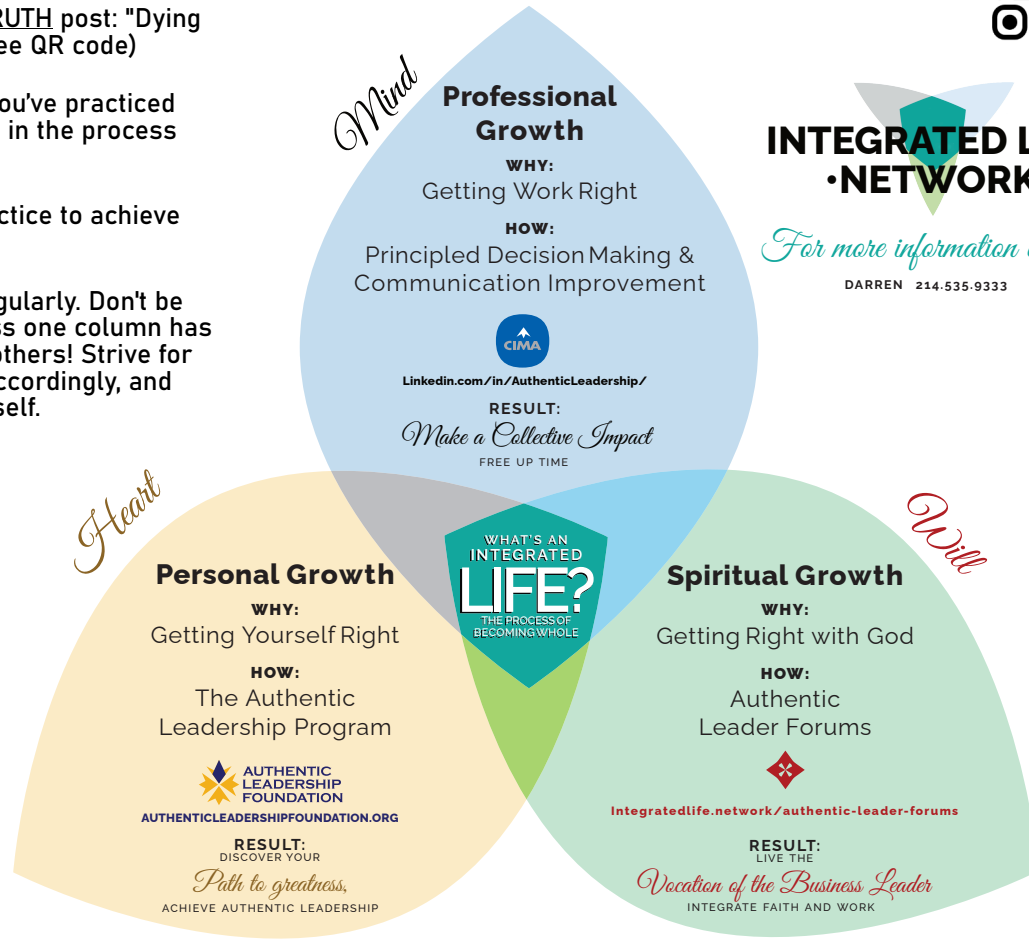 RUTH post: "Dying
ee QR code)
ou've practiced
in the process
ctice to achieve
gularly. Don't be
ss one column has
others! Strive for
ccordingly, and
self.
Mind
Professional
Growth
WHY:
Getting Work Right
HOW:
Principled Decision Making &
Communication Improvement
CIMA
Linkedin.com/in/AuthenticLeadership/
RESULT:
Make a Collective Impact
FREE UP TIME
INTEGRATED L
•NETWORK
For more information
DARREN 214.535.9333
Heart
Personal Growth
WHY:
Getting Yourself Right
HOW:
The Authentic
Leadership Program
AUTHENTIC
LEADERSHIP
FOUNDATION
AUTHENTICLEADERSHIPFOUNDATION.ORG
RESULT:
DISCOVER YOUR
Path to greatness,
ACHIEVE AUTHENTIC LEADERSHIP
WHAT'S AN
INTEGRATED
LIFE?
THE PROCESS OF
BECOMING WHOLE
Will
Spiritual Growth
WHY:
Getting Right with God
HOW:
Authentic
Leader Forums
Integratedlife.network/authentic-leader-forums
RESULT:
LIVE THE
Vocation of the Business Leader
INTEGRATE FAITH AND WORK